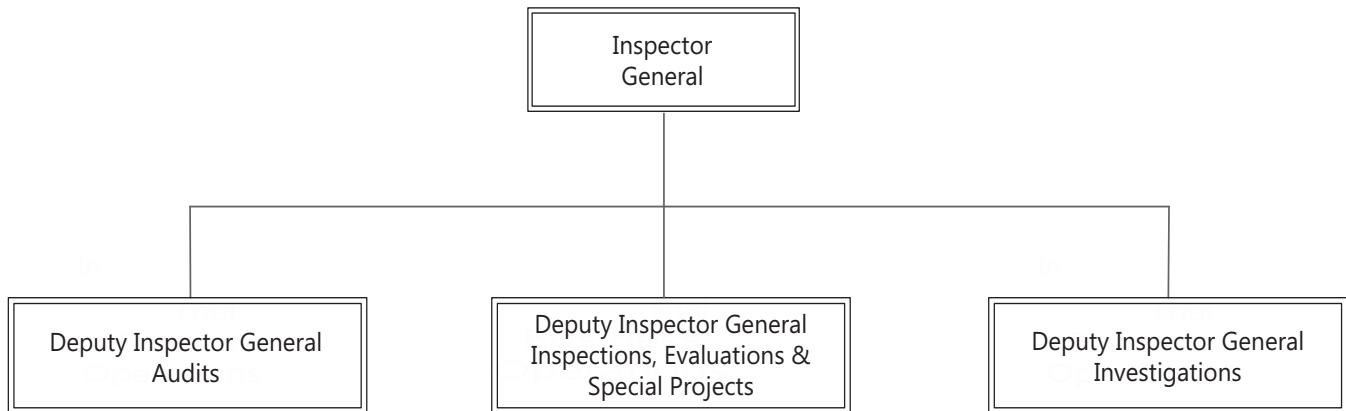 Inspector
General
Deputy Inspector General
Audits
Deputy Inspector General
Inspections, Evaluations &
Special Projects
Deputy Inspector General
Investigations